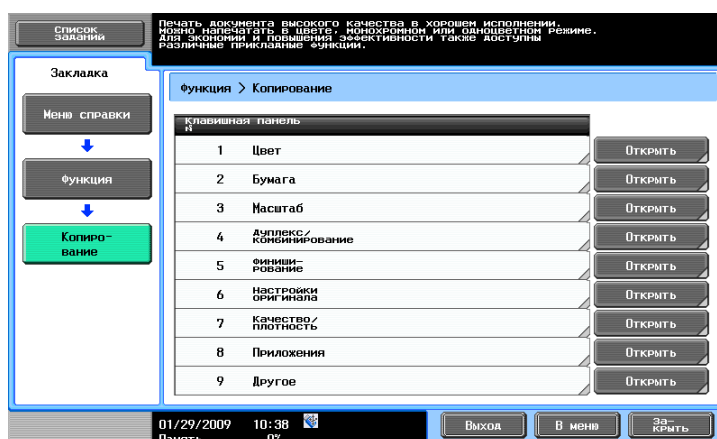 Список
заданий
Печать документа высокого качества в хорошем исполнении.
Можно напечатать в цвете, монохромном или одноцветном режиме.
Для экономии и повышения эффективности также доступны
различные прикладные функции.
Закладка
Меню справки
Функция
Копиро-
вание
Функция > Копирование
Клавишная панель
№
1 Цвет Открыть
2 Бумага Открыть
3 Масштаб Открыть
4 Дуплекс/
комбинирование Открыть
5 Финиши-
рование Открыть
6 Настройки
оригинала Открыть
7 Качество/
плотность Открыть
8 Приложения Открыть
9 Другое Открыть
01/29/2009 10:38
Память 0%
Выход
В меню
За-
крыть